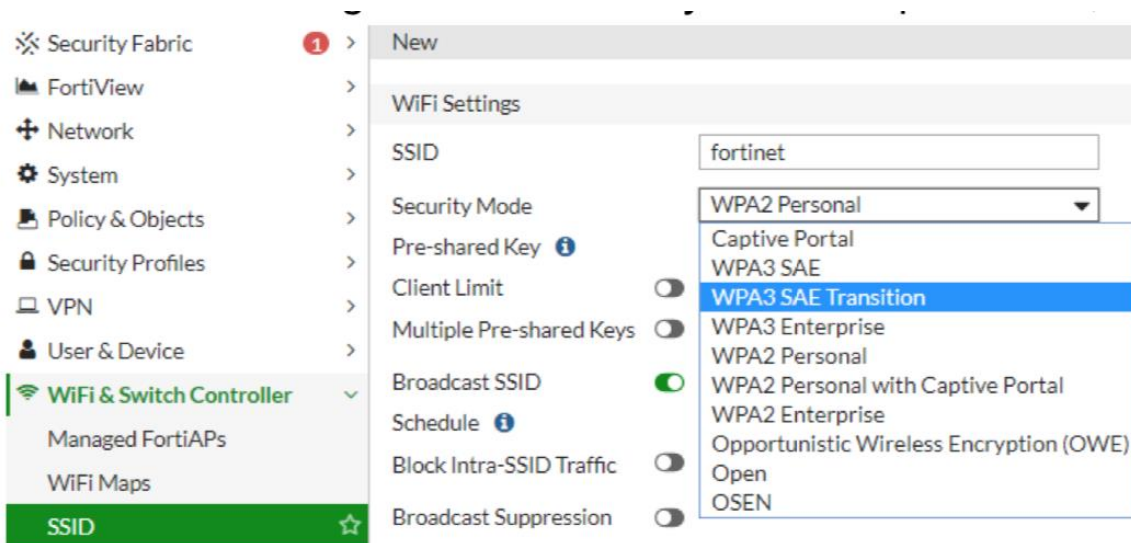 Security Fabric 1
FortiView
Network
System
Policy & Objects
Security Profiles
VPN
User & Device
WiFi & Switch Controller
Managed FortiAPs
WiFi Maps
SSID
New
WiFi Settings
SSID fortinet
Security Mode WPA2 Personal
Pre-shared Key
Client Limit
Multiple Pre-shared Keys
Broadcast SSID
Schedule
Block Intra-SSID Traffic
Broadcast Suppression
Captive Portal
WPA3 SAE
WPA3 SAE Transition
WPA3 Enterprise
WPA2 Personal
WPA2 Personal with Captive Portal
WPA2 Enterprise
Opportunistic Wireless Encryption (OWE)
Open
OSEN